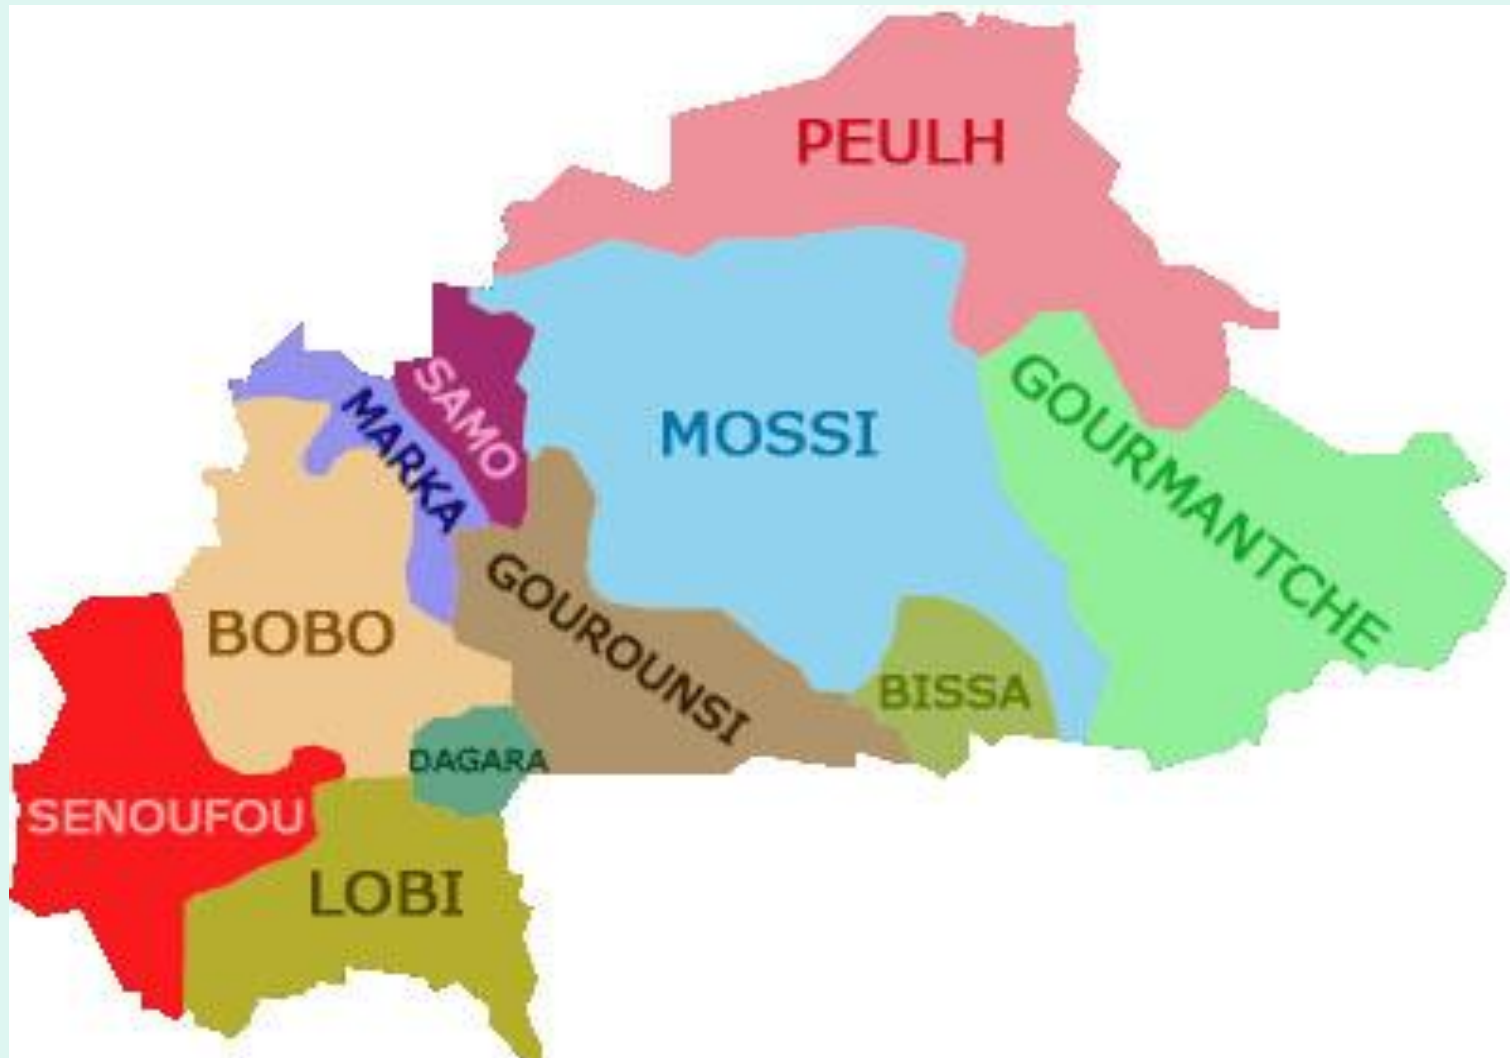 PEULH
SAMO
MARKA
MOSSI
GOURMANTCHE
BOBO
GOUROUNSI
BISSA
DAGARA
SENOUFOU
LOBI